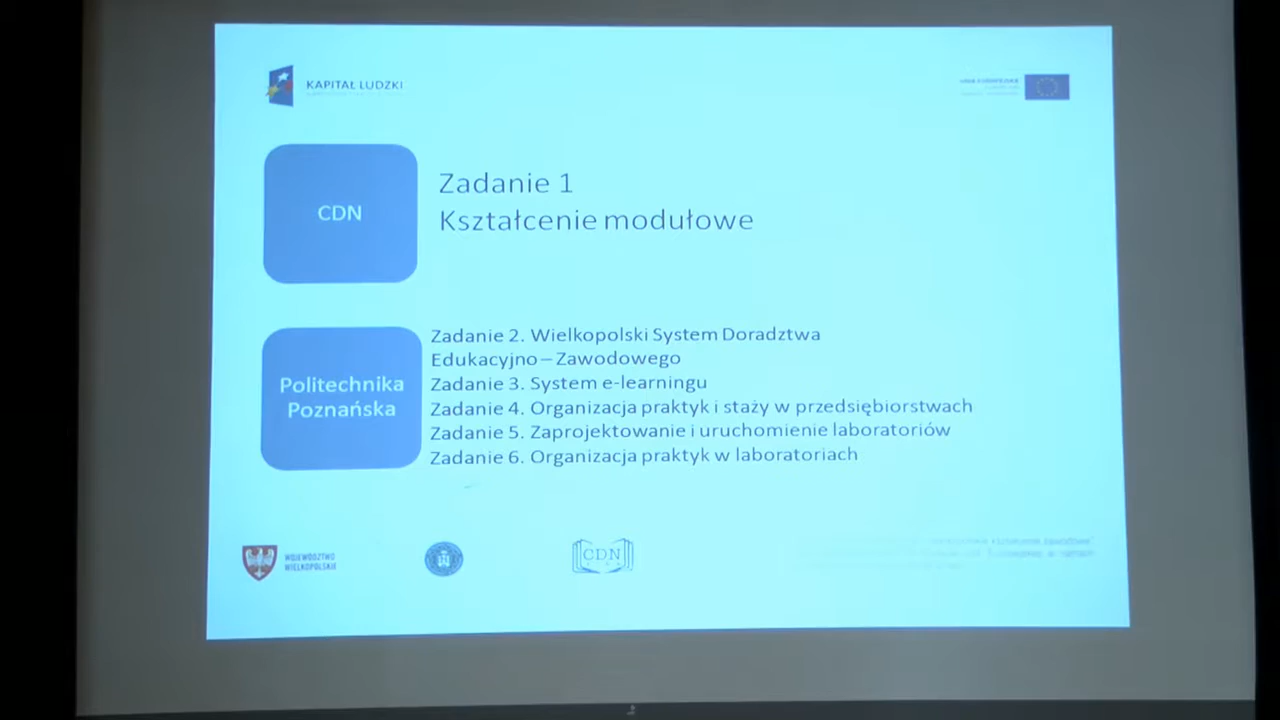 KAPITAŁ LUDZKI
CDN
Zadanie 1
Kształcenie modułowe
Politechnika
Poznańska
Zadanie 2. Wielkopolski System Doradztwa
Edukacyjno – Zawodowego
Zadanie 3. System e-learningu
Zadanie 4. Organizacja praktyk i staży w przedsiębiorstwach
Zadanie 5. Zaprojektowanie i uruchomienie laboratoriów
Zadanie 6. Organizacja praktyk w laboratoriach
WOJEWÓDZTWO
WIELKOPOLSKIE
CDN